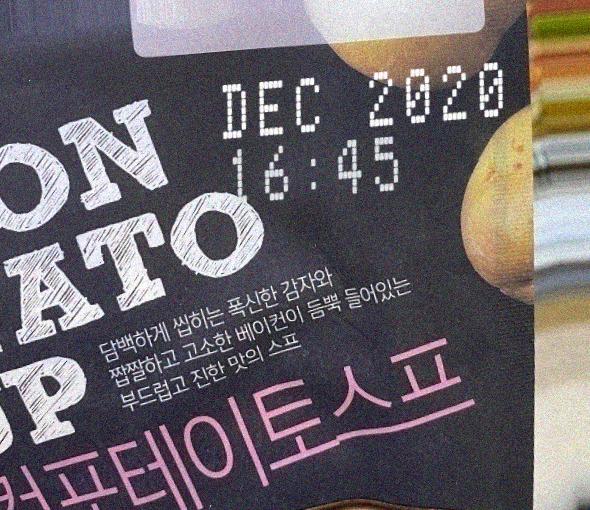 DEC 2020
16:45
ON
ATO
UP
담백하게 씹히는 폭신한 감자와
짭짤하고 고소한 베이컨이 듬뿍 들어있는
부드럽고 진한 맛의 스프
컨포테이토스프